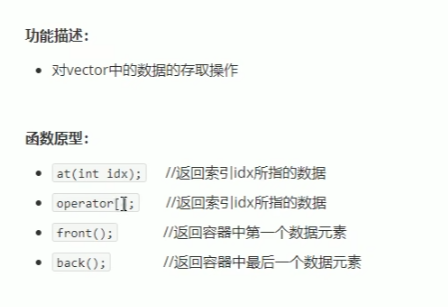 功能描述：
• 对vector中的数据的存取操作
函数原型：
• at(int idx); //返回索引idx所指的数据
• operator[]; //返回索引idx所指的数据
• front(); //返回容器中第一个数据元素
• back(); //返回容器中最后一个数据元素